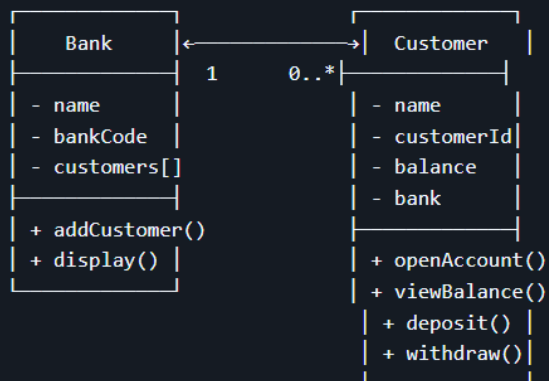 Bank
1
- name
- bankCode
- customers[]
+ addCustomer()
+ display()
Customer
0..*
- name
- customerId
- balance
- bank
+ openAccount()
+ viewBalance()
+ deposit()
+ withdraw()